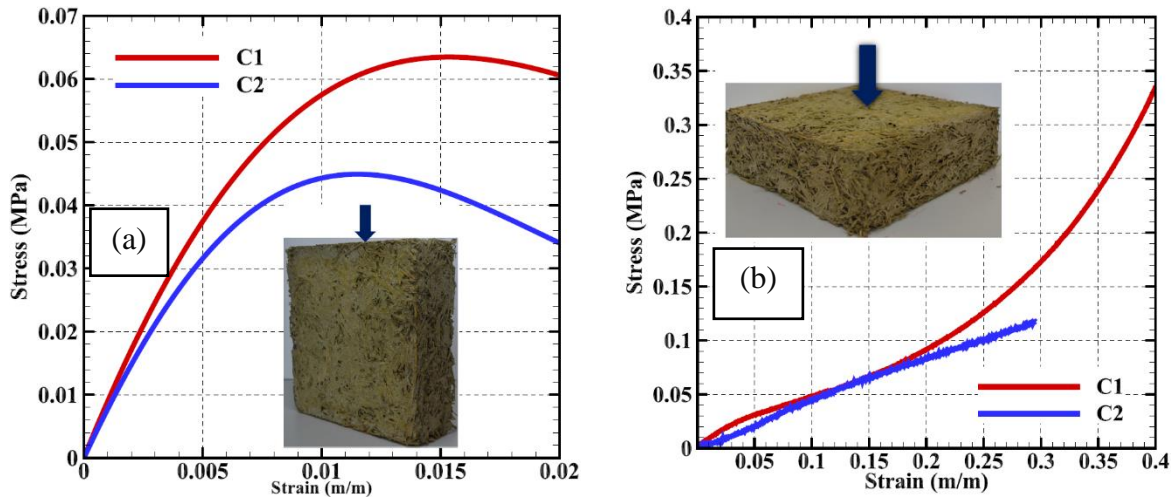 0.07
0.06
0.05
0.04
0.03
0.02
0.01
0
Stress (MPa)
C1
C2
(a)
0 0.005 0.01 0.015 0.02
Strain (m/m)
0.4
0.35
0.3
0.25
0.2
0.15
0.1
0.05
0
Stress (MPa)
(b)
C1
C2
0.05 0.1 0.15 0.2 0.25 0.3 0.35 0.4
Strain (m/m)